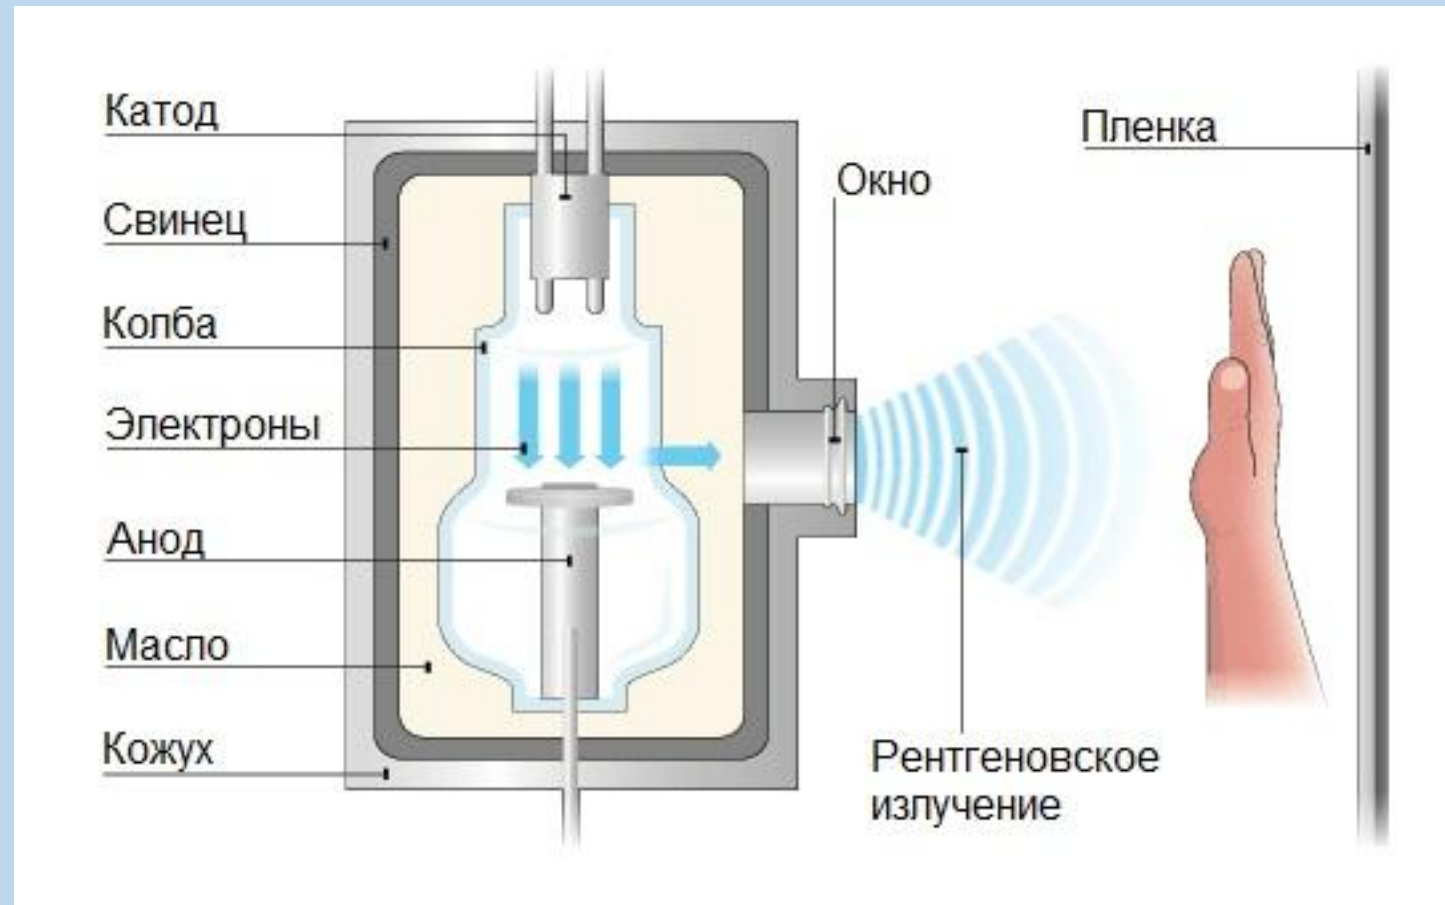 Катод
Свинец
Колба
Электроны
Анод
Масло
Кожух
Окно
Пленка
Рентгеновское
излучение